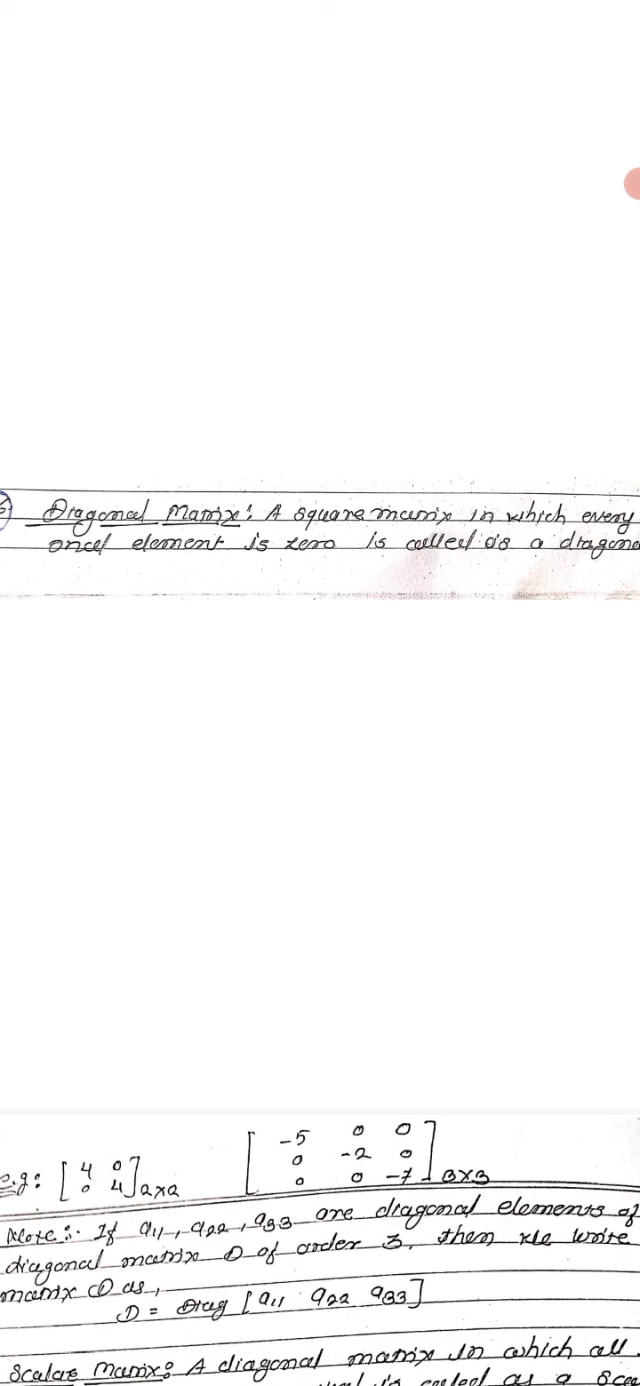 6) Diagonal Matrix: A square matrix in which every
onal element is zero is called as a diagona
e.g: [4 0
0 4]2x2 [-5 0 0
0 -2 0
0 0 -7]3x3
Note:- If a11, a22, a33 are diagonal elements of
diagonal matrix D of order 3, then we write
matrix D as,
D = Diag [a11 a22 a33]
Scalar Matrix: A diagonal matrix in which all
is called as a Sca